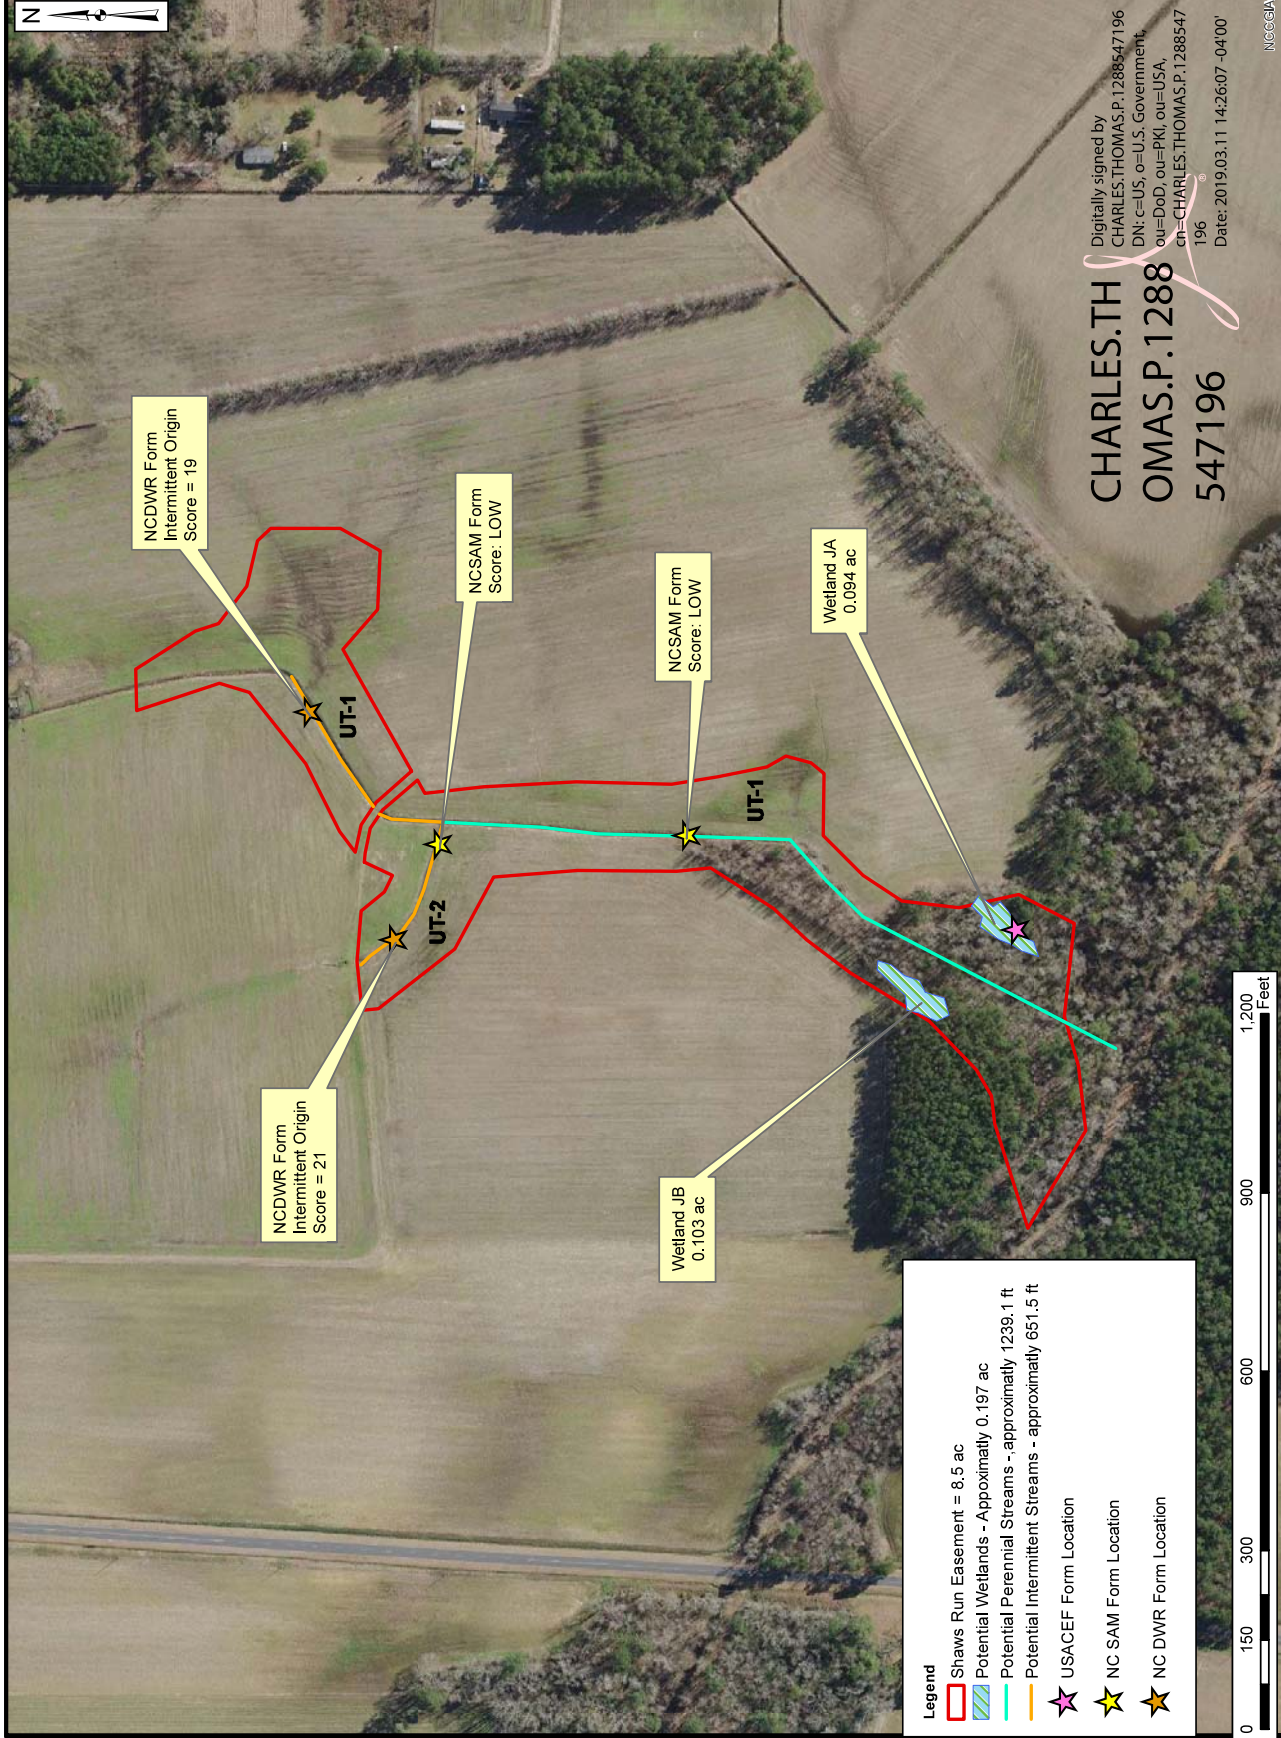 N
NCDWR Form
Intermittent Origin
Score = 21
NCDWR Form
Intermittent Origin
Score = 19
NCSAM Form
Score: LOW
NCSAM Form
Score: LOW
Wetland JB
0.103 ac
Wetland JA
0.094 ac
UT-1
UT-2
UT-1
Legend
Shaws Run Easement = 8.5 ac
Potential Wetlands - Appoximatly 0.197 ac
Potential Perennial Streams -,approximatly 1239.1 ft
Potential Intermittent Streams - approximatly 651.5 ft
USACEF Form Location
NC SAM Form Location
NC DWR Form Location
0 150 300 600 900 1,200
Feet
CHARLES.TH
OMAS.P.1288
547196
Digitally signed by
CHARLES.THOMAS.P.1288547196
DN: c=US, o=U.S. Government,
ou=DoD, ou=PKI, ou=USA,
cn=CHARLES.THOMAS.P.1288547
196
Date: 2019.03.11 14:26:07 -04'00'
NCCGIA